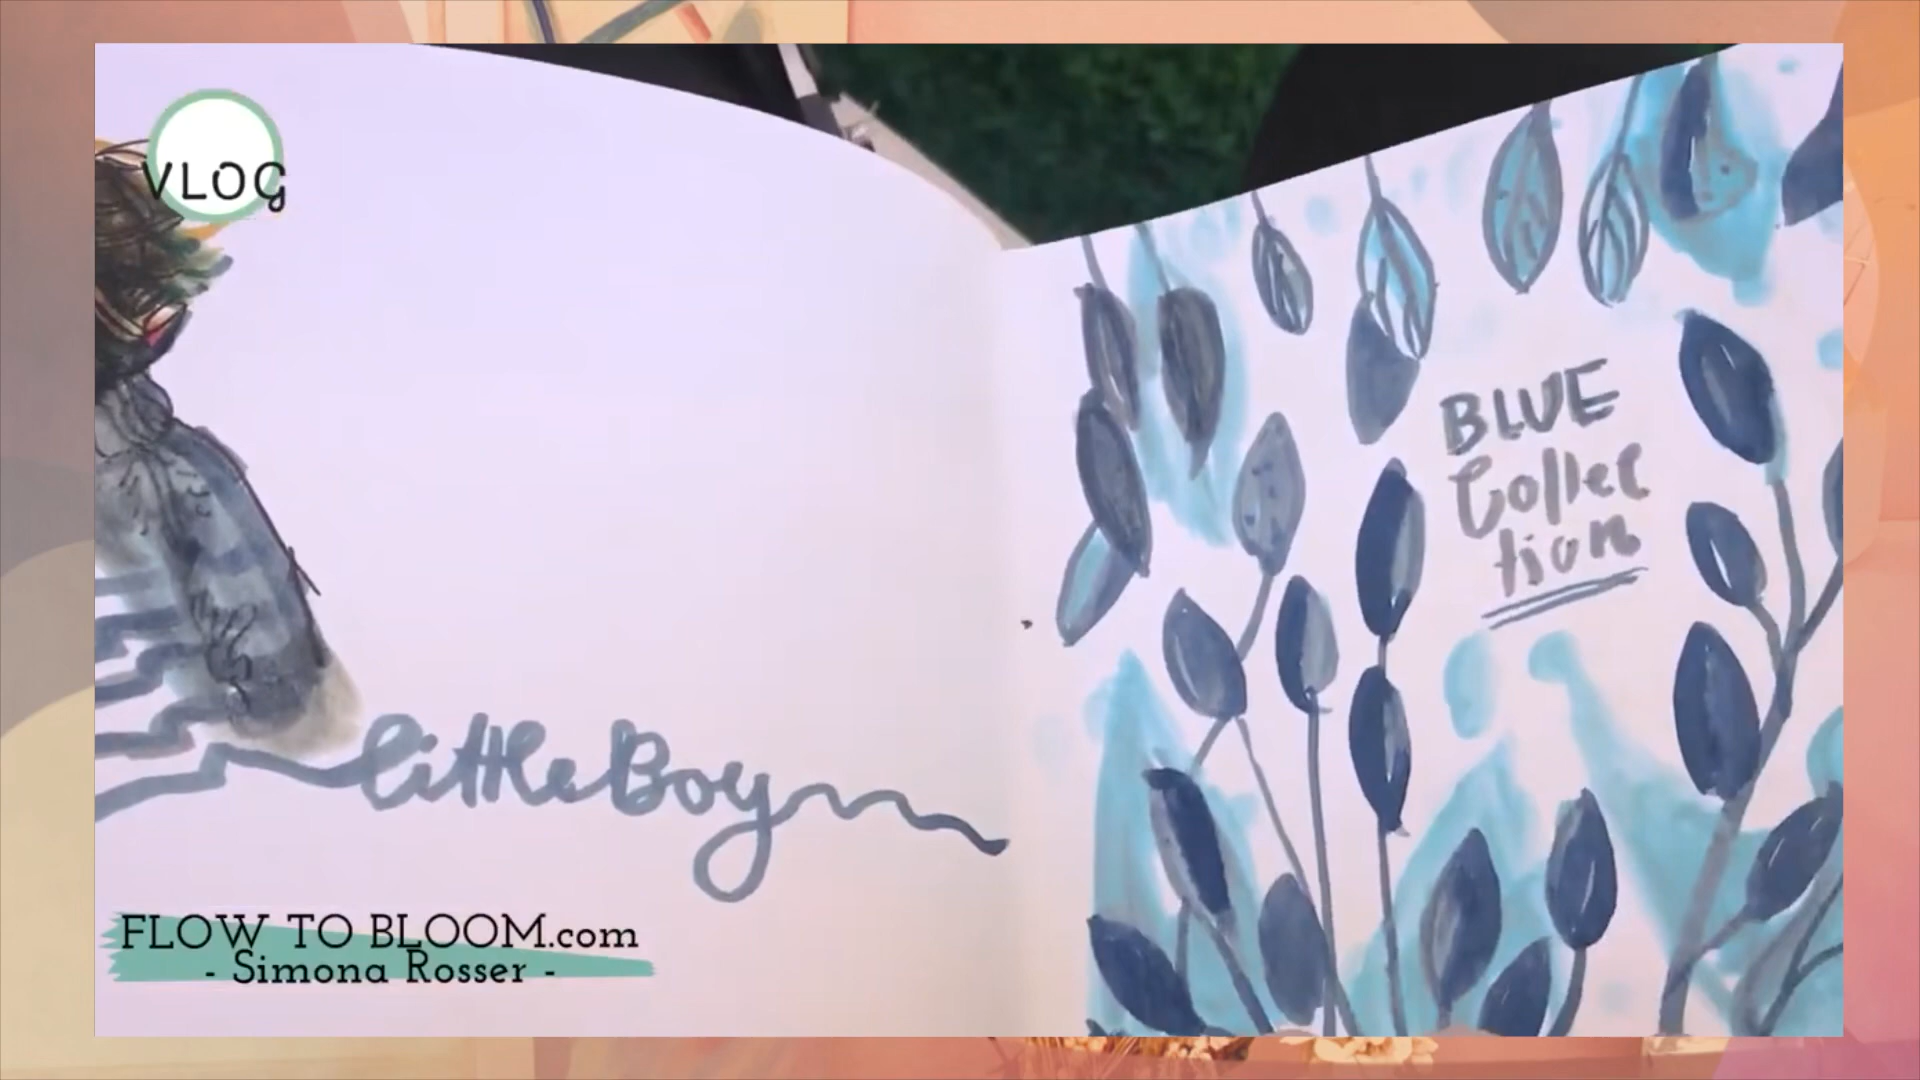 VLOG
BLUE
Collec
tion
little Boy
FLOW TO BLOOM.com
- Simona Rosser -